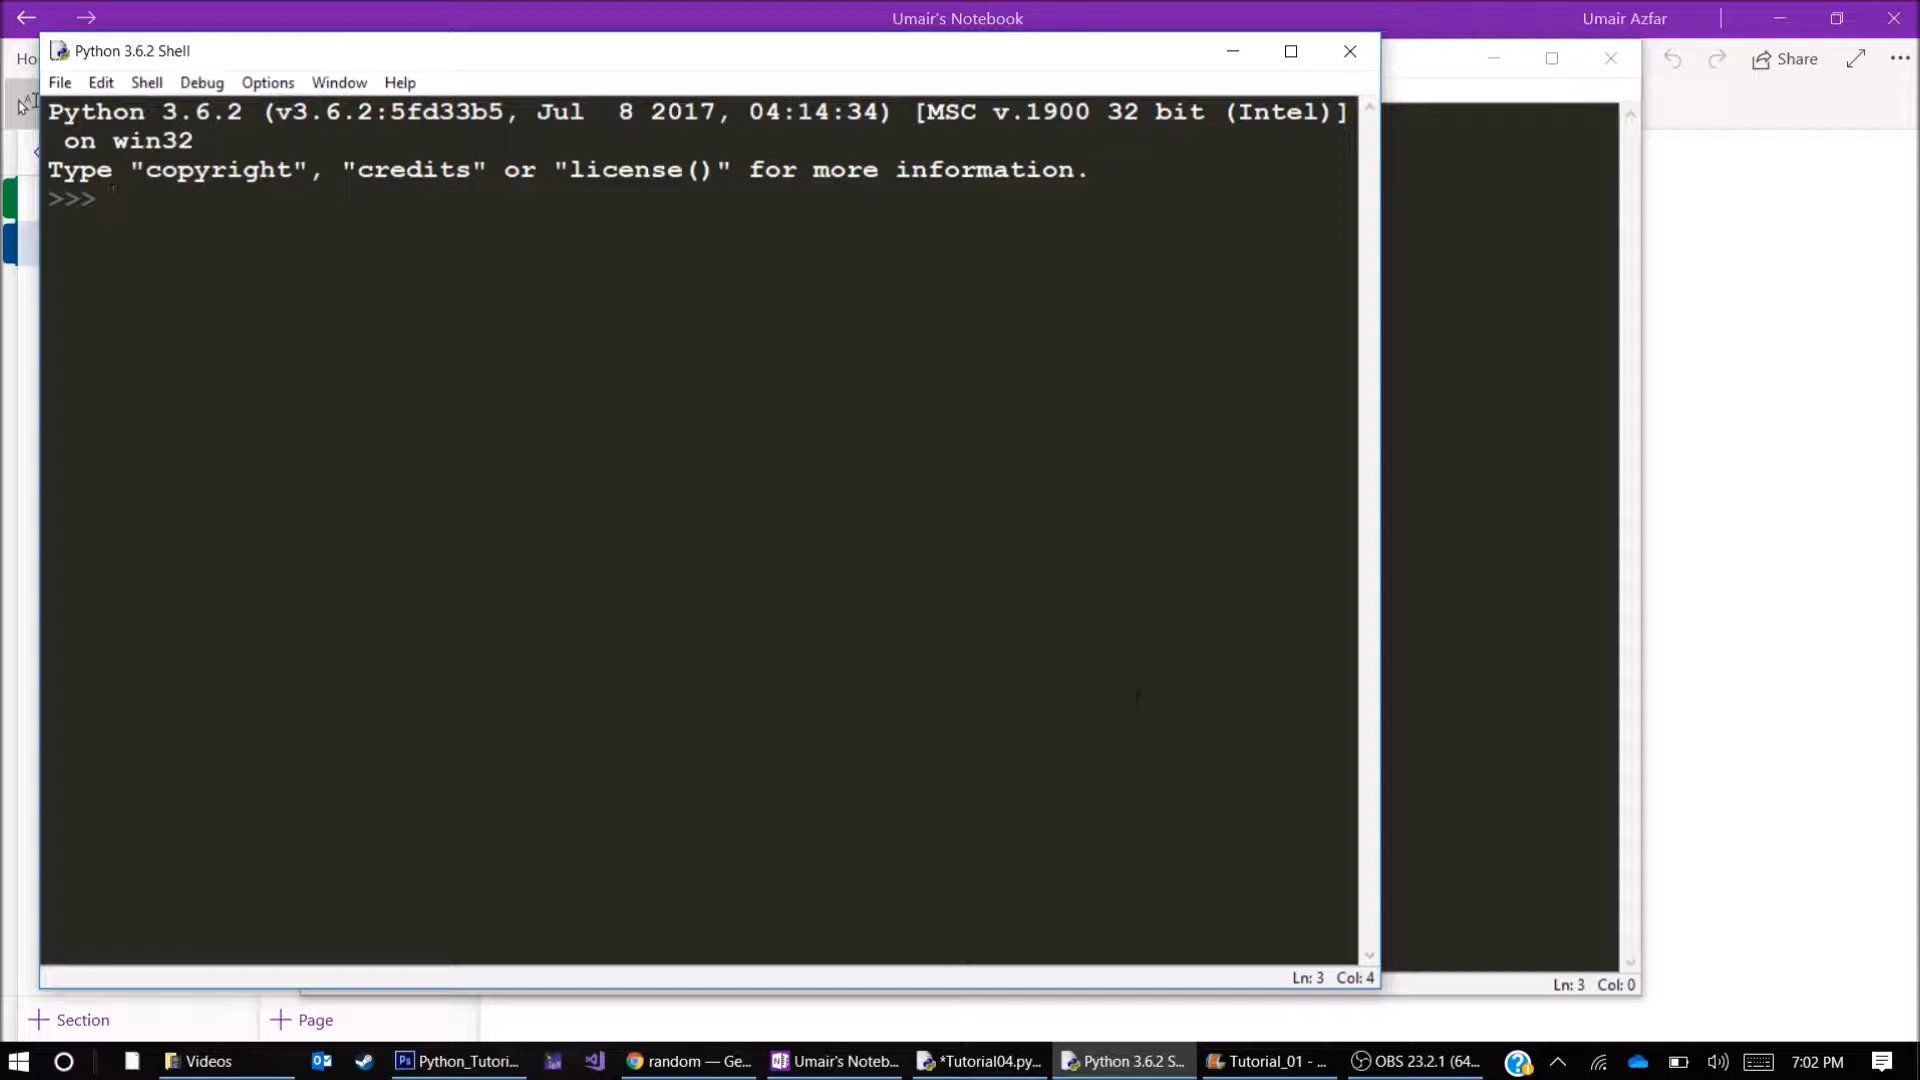 Umair's Notebook
Umair Azfar
Ho
Share
Python 3.6.2 Shell
File Edit Shell Debug Options Window Help
Python 3.6.2 (v3.6.2:5fd33b5, Jul  8 2017, 04:14:34) [MSC v.1900 32 bit (Intel)]
on win32
Type "copyright", "credits" or "license()" for more information.
>>>
Ln: 3 Col: 4
Ln: 3 Col: 0
+ Section
+ Page
Videos
Python_Tutori...
random — Ge...
Umair's Noteb...
*Tutorial04.py...
Python 3.6.2 S...
Tutorial_01 - ...
OBS 23.2.1 (64...
7:02 PM